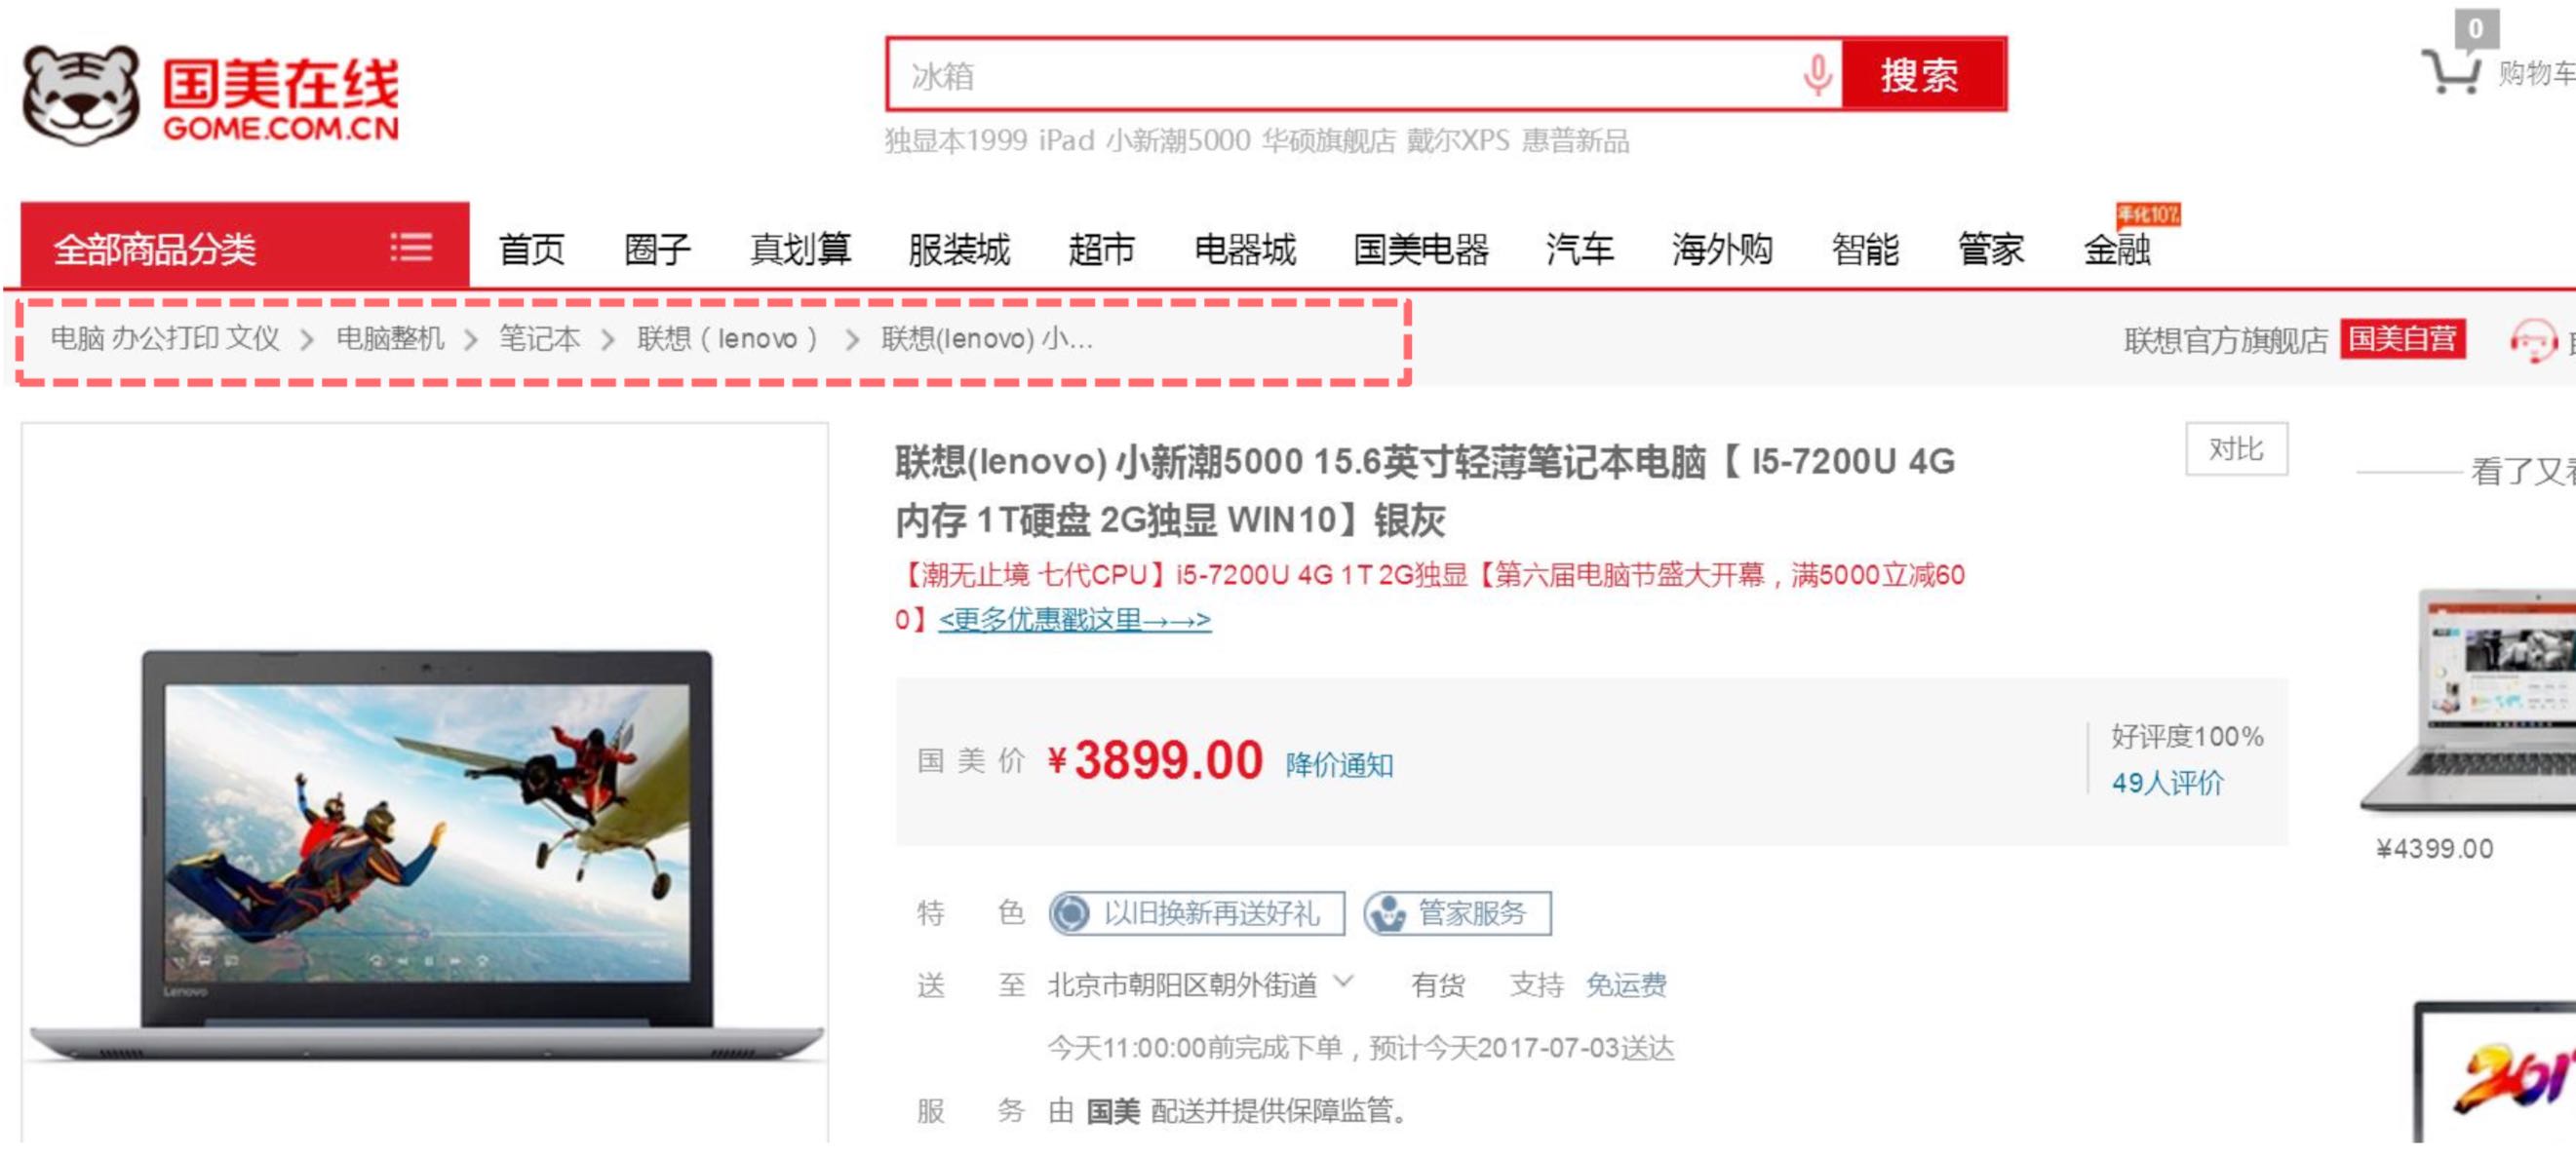 0
购物车
国美在线
GOME.COM.CN
冰箱
搜索
独显本1999 iPad 小新潮5000 华硕旗舰店 戴尔XPS 惠普新品
年化10%
全部商品分类 首页 圈子 真划算 服装城 超市 电器城 国美电器 汽车 海外购 智能 管家 金融
电脑 办公打印 文仪 > 电脑整机 > 笔记本 > 联想 ( lenovo ) > 联想(lenovo) 小...
联想官方旗舰店 国美自营
联想(lenovo) 小新潮5000 15.6英寸轻薄笔记本电脑【 I5-7200U 4G
内存 1T硬盘 2G独显 WIN10】银灰
对比
看了又看
【潮无止境 七代CPU】i5-7200U 4G 1T 2G独显【第六届电脑节盛大开幕，满5000立减60
0】<更多优惠戳这里→→>
国美价 ¥3899.00 降价通知
好评度100%
49人评价
¥4399.00
特色 以旧换新再送好礼 管家服务
送至 北京市朝阳区朝外街道 有货 支持 免运费
今天11:00:00前完成下单，预计今天2017-07-03送达
服务 由 国美 配送并提供保障监管。
Lenovo
2017